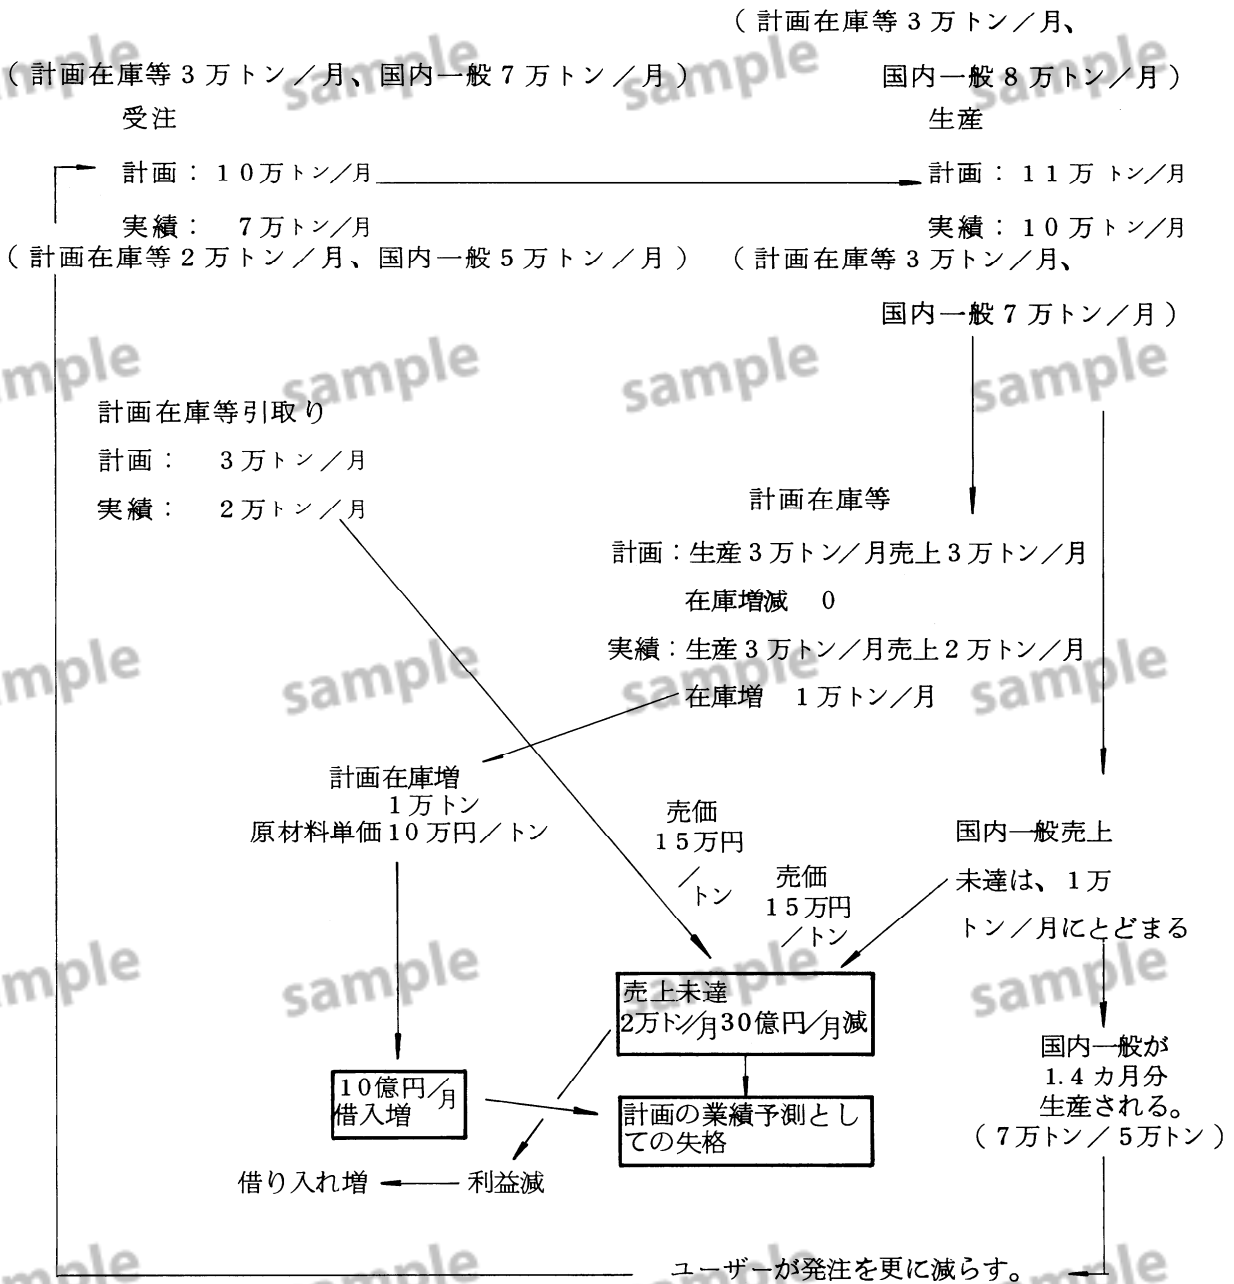 （計画在庫等３万トン／月、国内一般７万トン／月）
受注
計画：１０万トン／月
実績：　７万トン／月
（計画在庫等２万トン／月、国内一般５万トン／月）
（計画在庫等３万トン／月、
国内一般８万トン／月）
生産
計画：１１万トン／月
実績：１０万トン／月
（計画在庫等３万トン／月、
国内一般７万トン／月）
計画在庫等引取り
計画：　３万トン／月
実績：　２万トン／月
計画在庫等
計画：生産３万トン／月売上３万トン／月
在庫増減　０
実績：生産３万トン／月売上２万トン／月
在庫増　１万トン／月
計画在庫増
１万トン
原材料単価１０万円／トン
売価
１５万円
／
トン
売価
１５万円
／トン
国内一般売上
未達は、１万
トン／月にとどまる
売上未達
２万トン／月３０億円／月減
国内一般が
１.４カ月分
生産される。
（７万トン／５万トン）
１０億円／月
借入増
計画の業績予測とし
ての失格
借り入れ増
利益減
ユーザーが発注を更に減らす。
sample